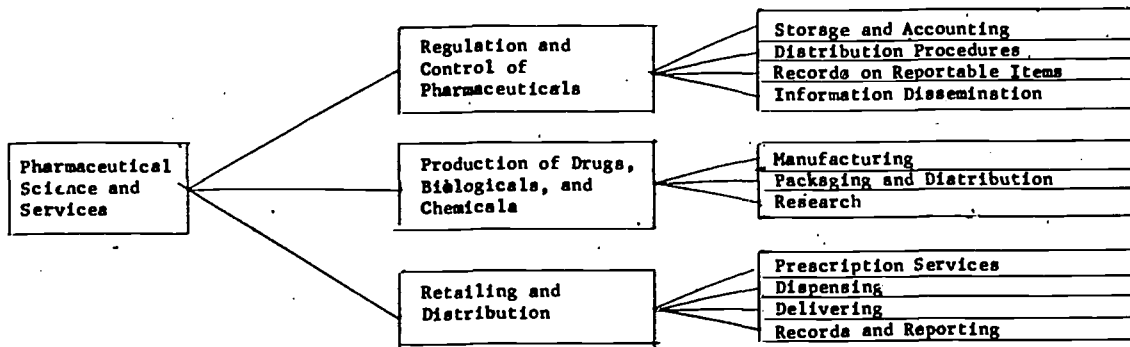 Pharmaceutical
Science and
Services
Regulation and
Control of
Pharmaceuticals
Storage and Accounting
Distribution Procedures
Records on Reportable Items
Information Dissemination
Production of Drugs,
Biologicals, and
Chemicals
Manufacturing
Packaging and Distribution
Research
Retailing and
Distribution
Prescription Services
Dispensing
Delivering
Records and Reporting